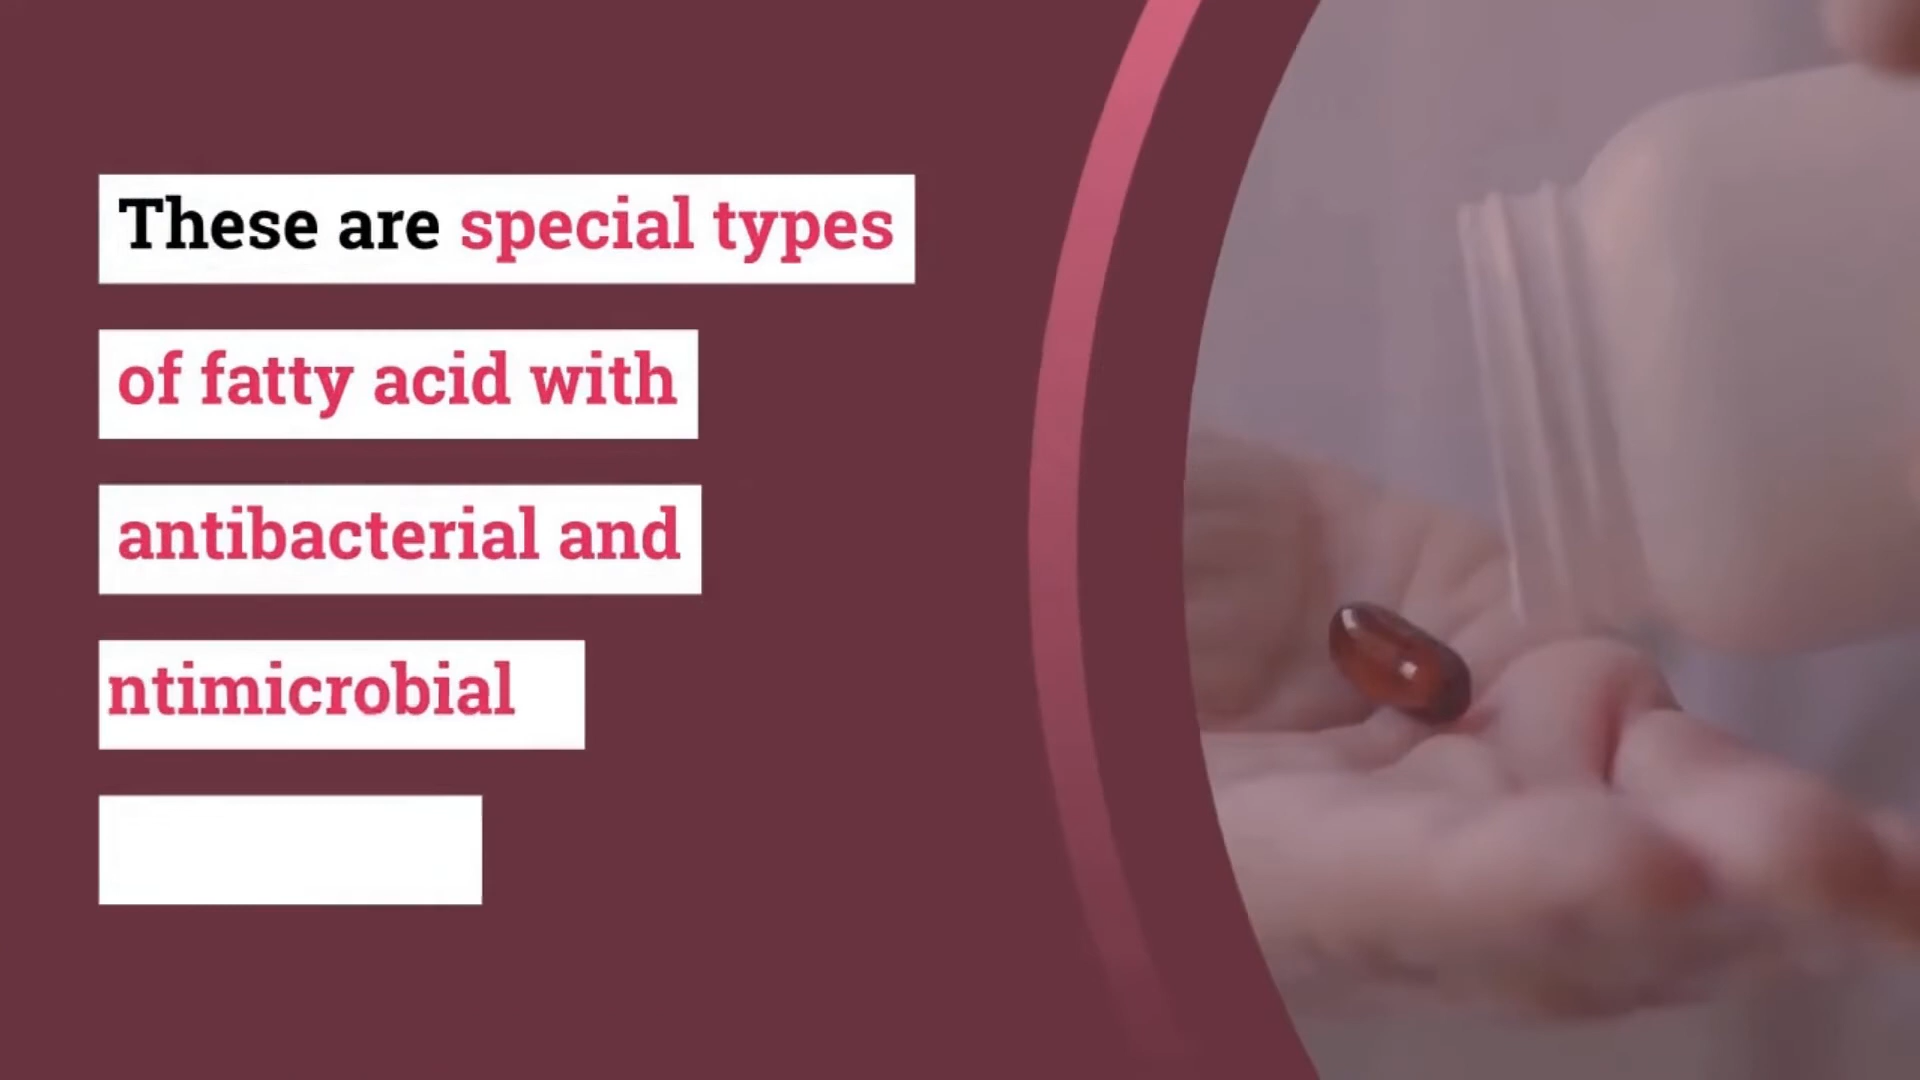 These are special types
of fatty acid with
antibacterial and
ntimicrobial